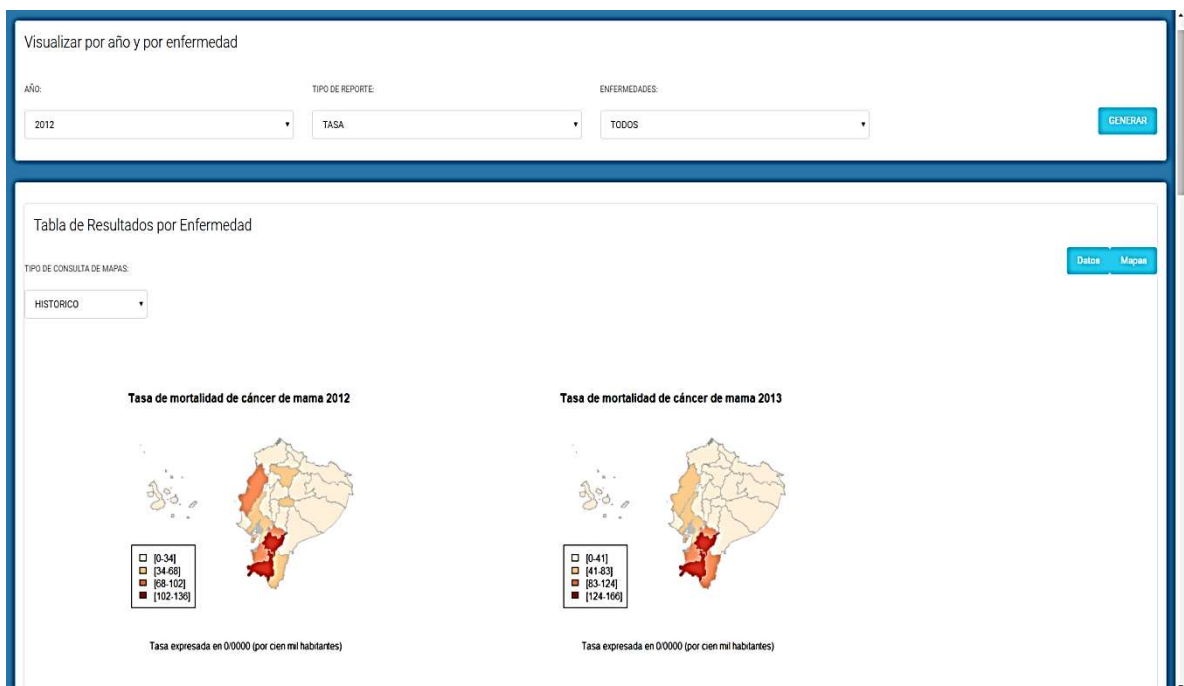 Visualizar por año y por enfermedad
AÑO:
TIPO DE REPORTE:
ENFERMEDADES:
2012
TASA
TODOS
GENERAR
Tabla de Resultados por Enfermedad
Datos
Mapas
TIPO DE CONSULTA DE MAPAS:
HISTORICO
Tasa de mortalidad de cáncer de mama 2012
[0-34]
[34-68]
[68-102]
[102-136]
Tasa expresada en 0/0000 (por cien mil habitantes)
Tasa de mortalidad de cáncer de mama 2013
[0-41]
[41-83]
[83-124]
[124-166]
Tasa expresada en 0/0000 (por cien mil habitantes)